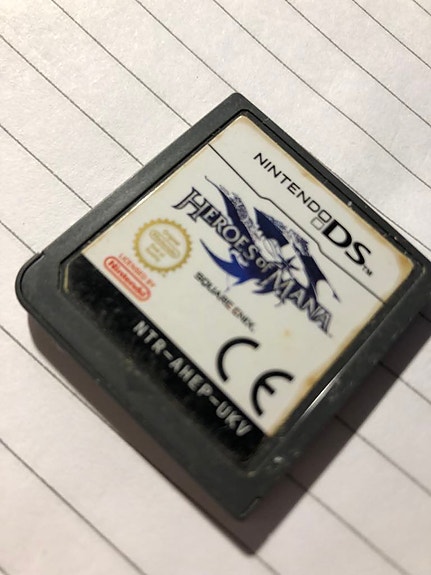 NINTENDO DS™
HEROES of MANA
SQUARE ENIX
LICENSED BY
Nintendo
CE
NTR-AHEP-UKV